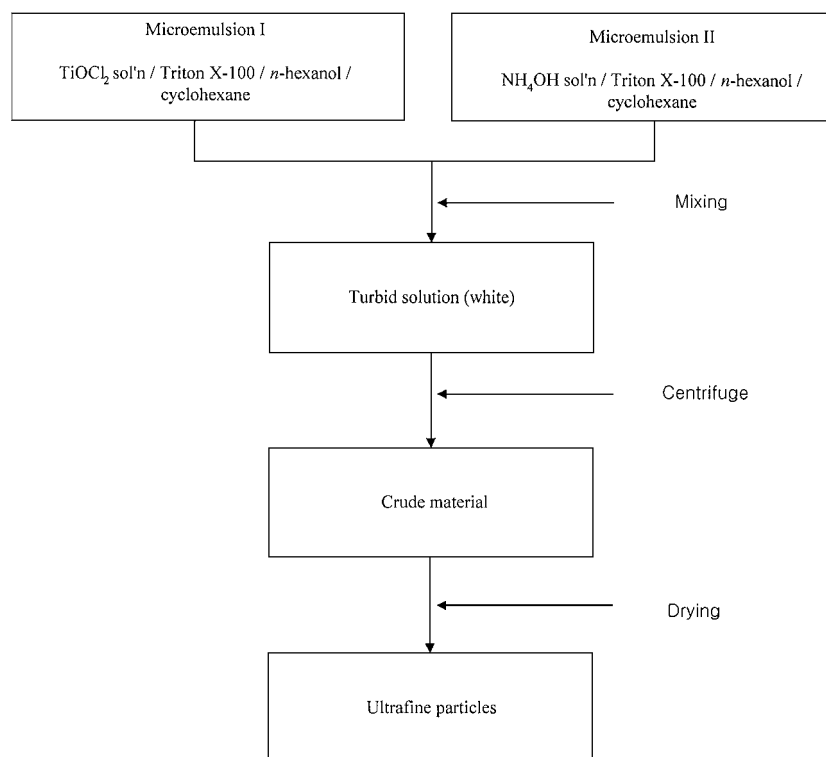 Microemulsion I
TiOCl₂ sol'n / Triton X-100 / n-hexanol /
cyclohexane
Microemulsion II
NH₄OH sol'n / Triton X-100 / n-hexanol /
cyclohexane
Mixing
Turbid solution (white)
Centrifuge
Crude material
Drying
Ultrafine particles